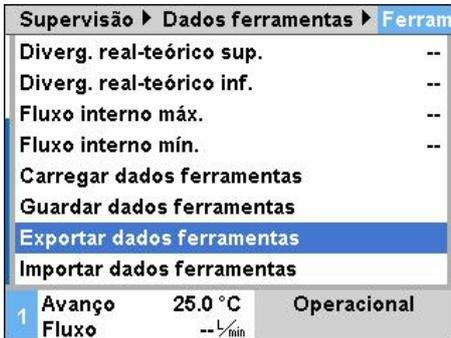 Supervisão ▶ Dados ferramentas ▶ Ferram
Diverg. real-teórico sup. --
Diverg. real-teórico inf. --
Fluxo interno máx. --
Fluxo interno mín. --
Carregar dados ferramentas
Guardar dados ferramentas
Exportar dados ferramentas
Importar dados ferramentas
1 Avanço 25.0 °C Operacional
Fluxo -- L/min